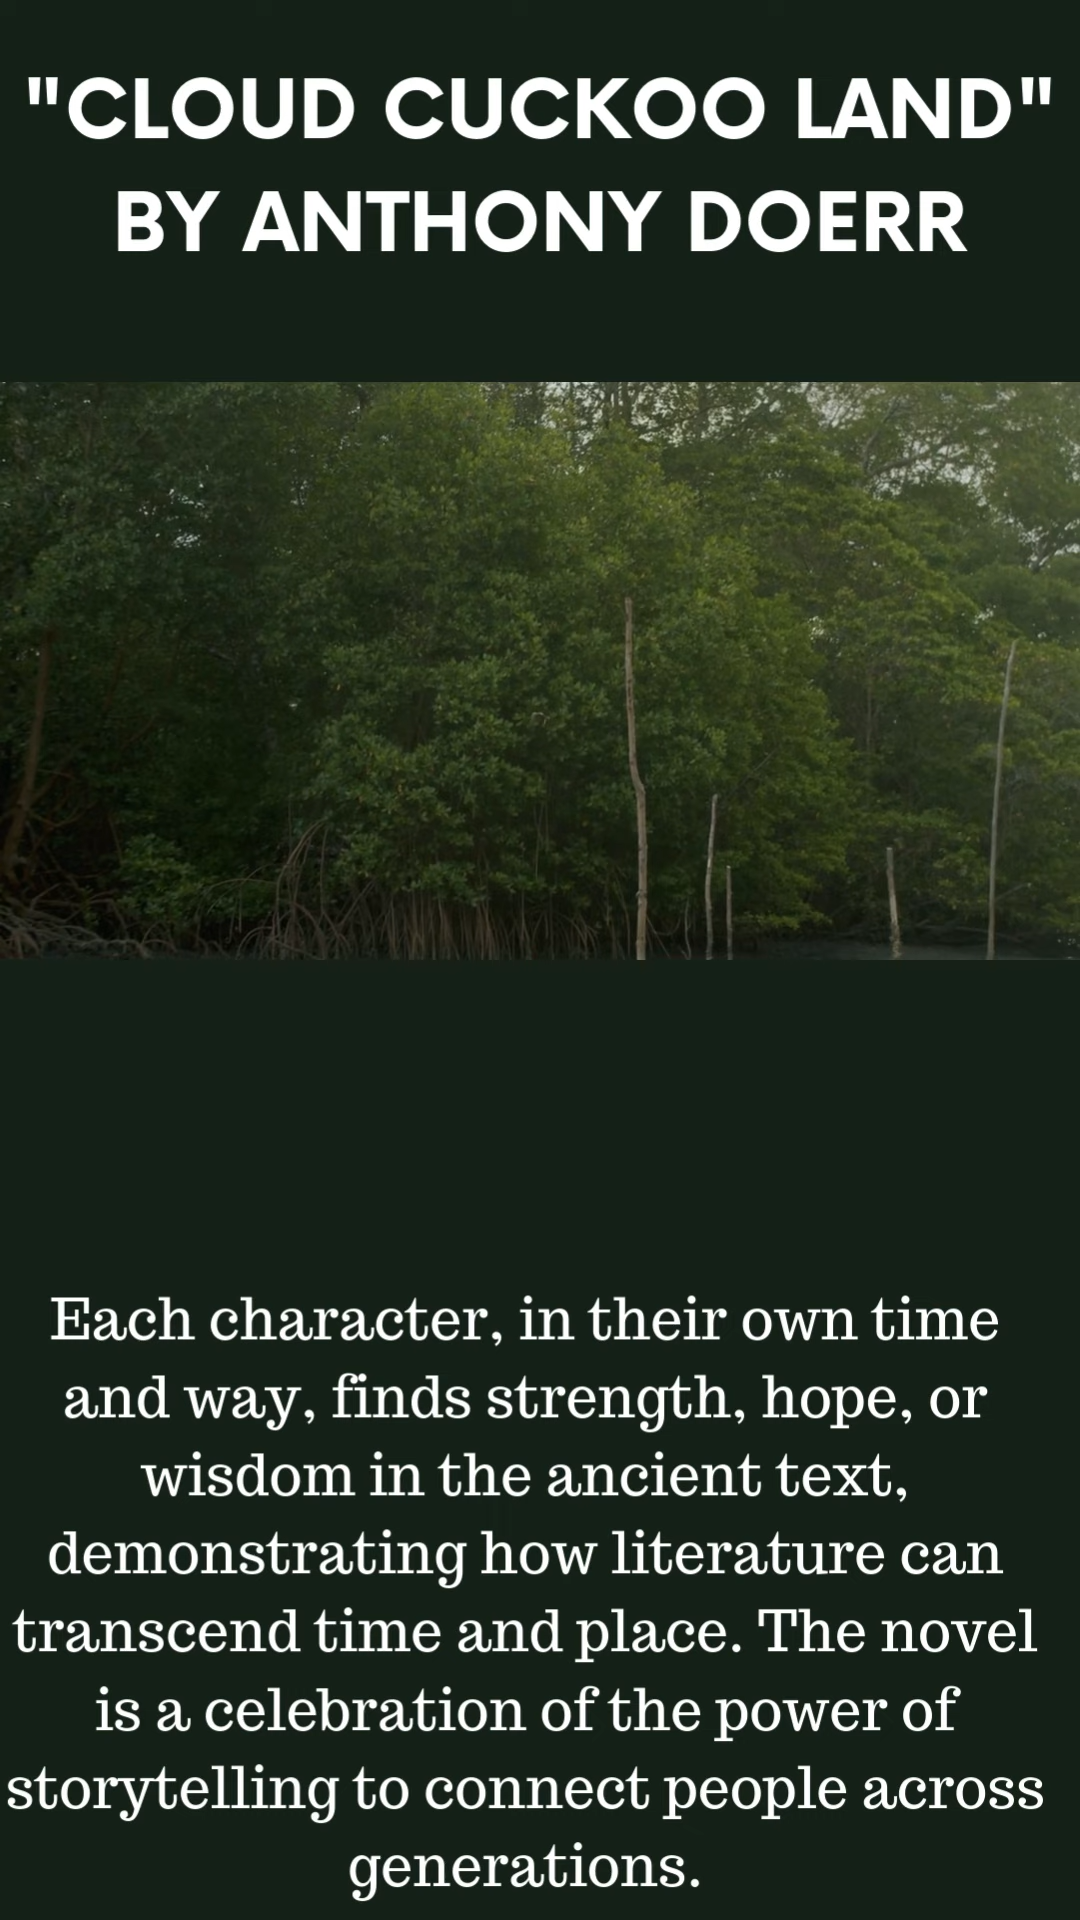 "CLOUD CUCKOO LAND"
BY ANTHONY DOERR
Each character, in their own time
and way, finds strength, hope, or
wisdom in the ancient text,
demonstrating how literature can
transcend time and place. The novel
is a celebration of the power of
storytelling to connect people across
generations.